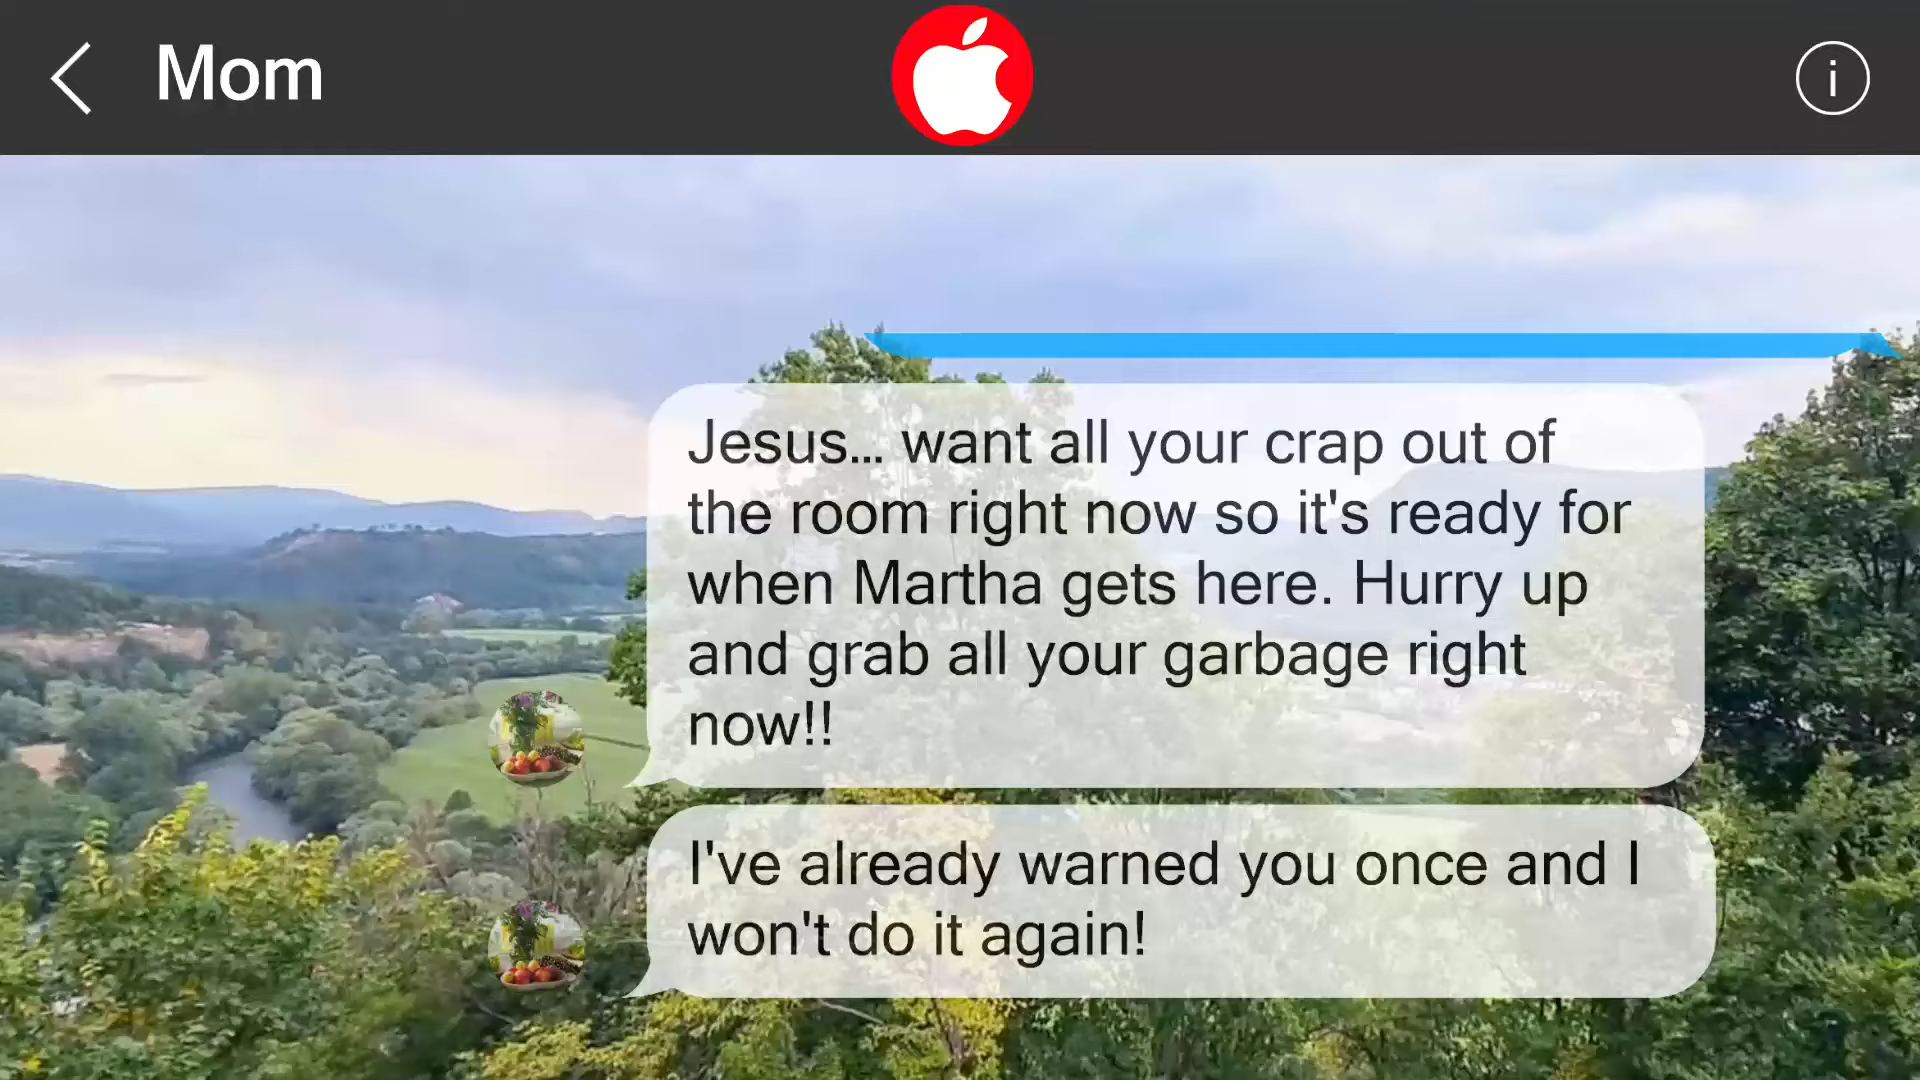 Mom
i
Jesus... want all your crap out of
the room right now so it's ready for
when Martha gets here. Hurry up
and grab all your garbage right
now!!
I've already warned you once and I
won't do it again!